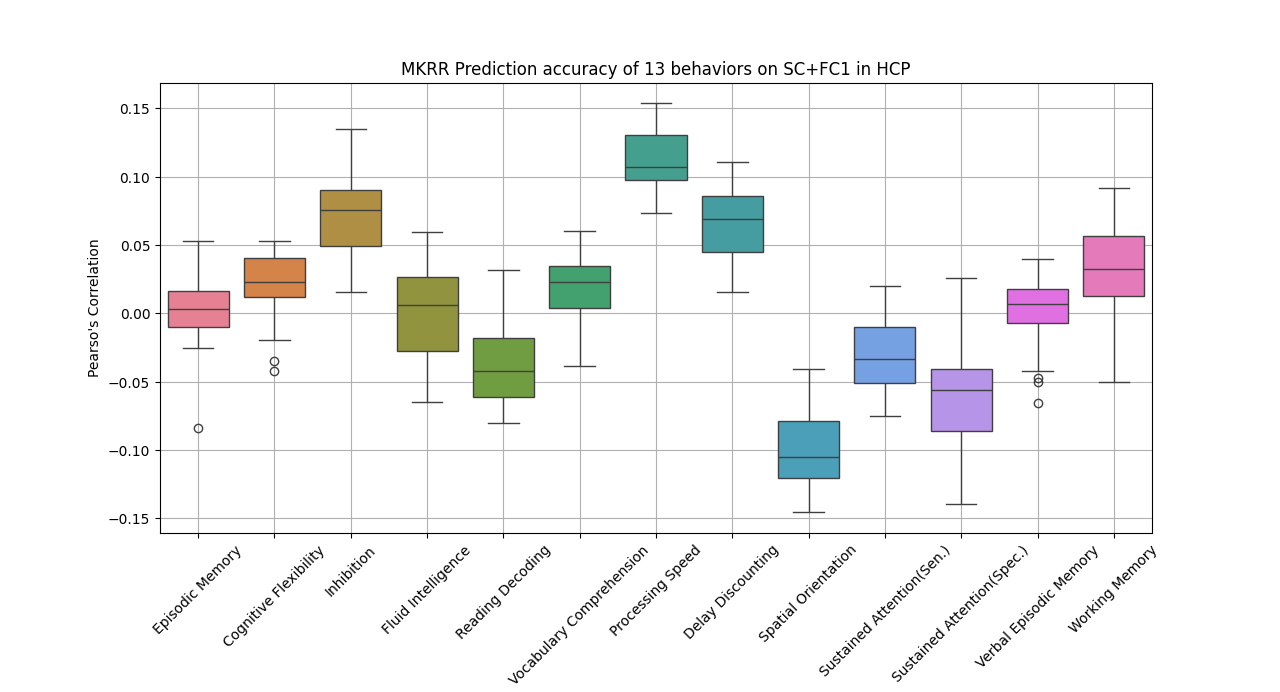 MKRR Prediction accuracy of 13 behaviors on SC+FC1 in HCP
Pearso's Correlation
0.15
0.10
0.05
0.00
−0.05
−0.10
−0.15
Episodic Memory
Cognitive Flexibility
Inhibition
Fluid Intelligence
Reading Decoding
Vocabulary Comprehension
Processing Speed
Delay Discounting
Spatial Orientation
Sustained Attention(Sen.)
Sustained Attention(Spec.)
Verbal Episodic Memory
Working Memory